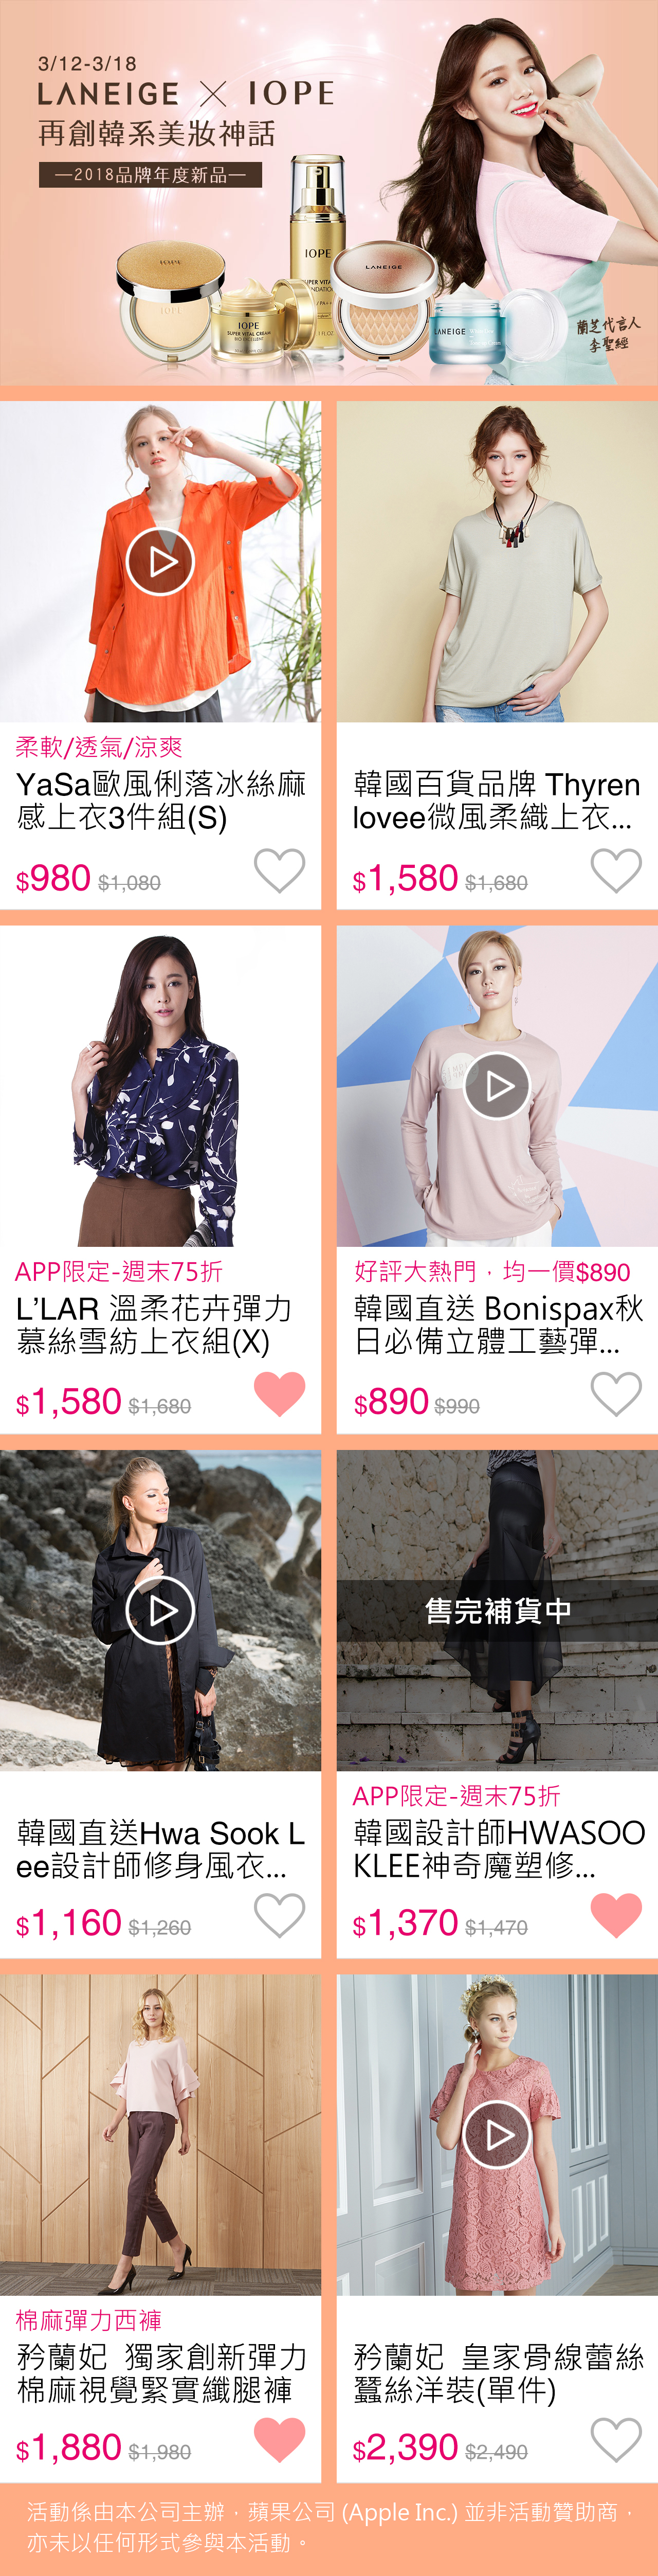 3/12-3/18
LANEIGE × IOPE
再創韓系美妝神話
—2018品牌年度新品—
IOPE
IOPE
IOPE
LANEIGE
IOPE
SUPER VITAL CREAM
BIO EXCELLENT
LANEIGE
蘭芝代言人
李聖經
柔軟/透氣/涼爽
YaSa歐風俐落冰絲麻
感上衣3件組(S)
$980 $1,080
韓國百貨品牌 Thyren
lovee微風柔織上衣...
$1,580 $1,680
APP限定-週末75折
L’LAR 溫柔花卉彈力
慕絲雪紡上衣組(X)
$1,580 $1,680
好評大熱門，均一價$890
韓國直送 Bonispax秋
日必備立體工藝彈...
$890 $990
韓國直送Hwa Sook L
ee設計師修身風衣...
$1,160 $1,260
售完補貨中
APP限定-週末75折
韓國設計師HWASOO
KLEE神奇魔塑修...
$1,370 $1,470
棉麻彈力西褲
矜蘭妃 獨家創新彈力
棉麻視覺緊實纖腿褲
$1,880 $1,980
矜蘭妃 皇家骨線蕾絲
蠶絲洋裝(單件)
$2,390 $2,490
活動係由本公司主辦，蘋果公司 (Apple Inc.) 並非活動贊助商，
亦未以任何形式參與本活動。